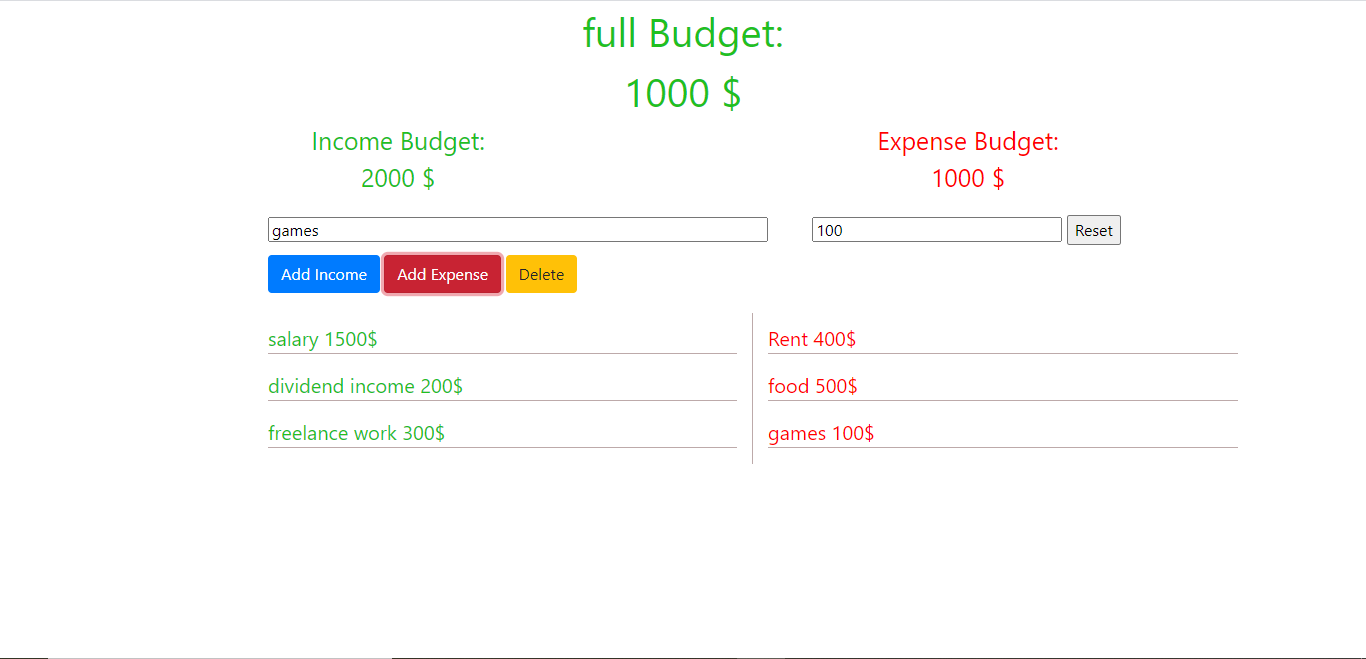 full Budget:
1000 $
Income Budget:
2000 $
Expense Budget:
1000 $
games
100
Reset
Add Income
Add Expense
Delete
salary 1500$
dividend income 200$
freelance work 300$
Rent 400$
food 500$
games 100$